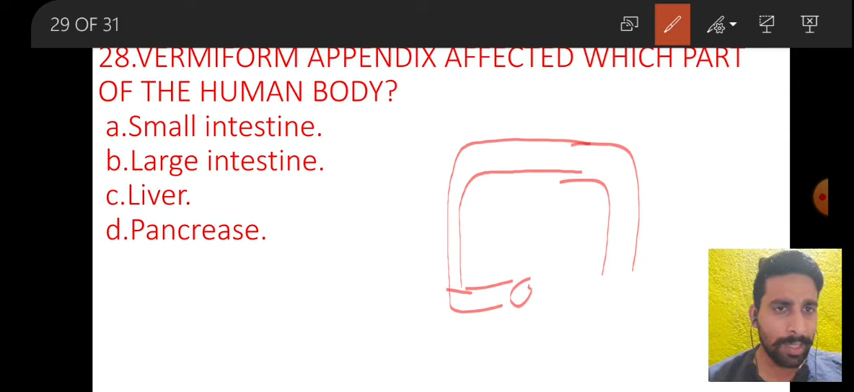 29 OF 31
28.VERMIFORM APPENDIX AFFECTED WHICH PART
OF THE HUMAN BODY?
a.Small intestine.
b.Large intestine.
c.Liver.
d.Pancrease.